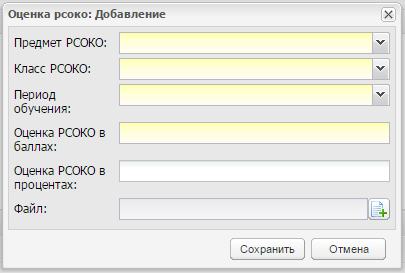 Оценка рсоко: Добавление
Предмет РСОКО:
Класс РСОКО:
Период
обучения:
Оценка РСОКО в
баллах:
Оценка РСОКО в
процентах:
Файл:
Сохранить
Отмена